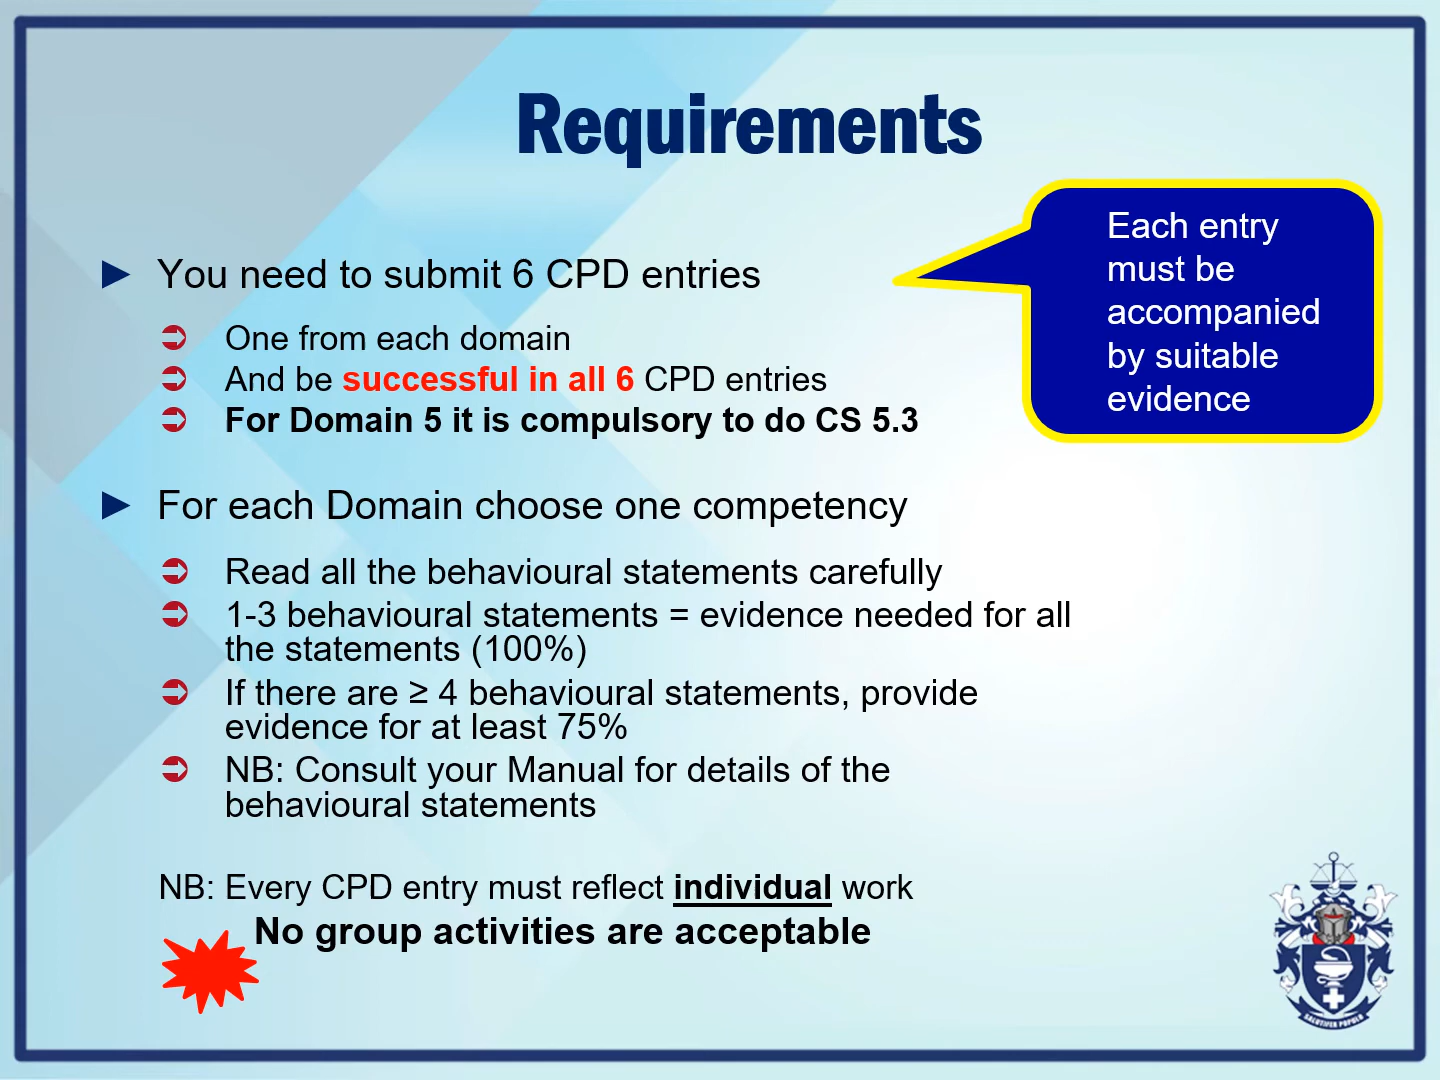 Requirements
► You need to submit 6 CPD entries
➲ One from each domain
➲ And be successful in all 6 CPD entries
➲ For Domain 5 it is compulsory to do CS 5.3
Each entry
must be
accompanied
by suitable
evidence
► For each Domain choose one competency
➲ Read all the behavioural statements carefully
➲ 1-3 behavioural statements = evidence needed for all
the statements (100%)
➲ If there are ≥ 4 behavioural statements, provide
evidence for at least 75%
➲ NB: Consult your Manual for details of the
behavioural statements
NB: Every CPD entry must reflect individual work
No group activities are acceptable
SALUTIFER POPULO